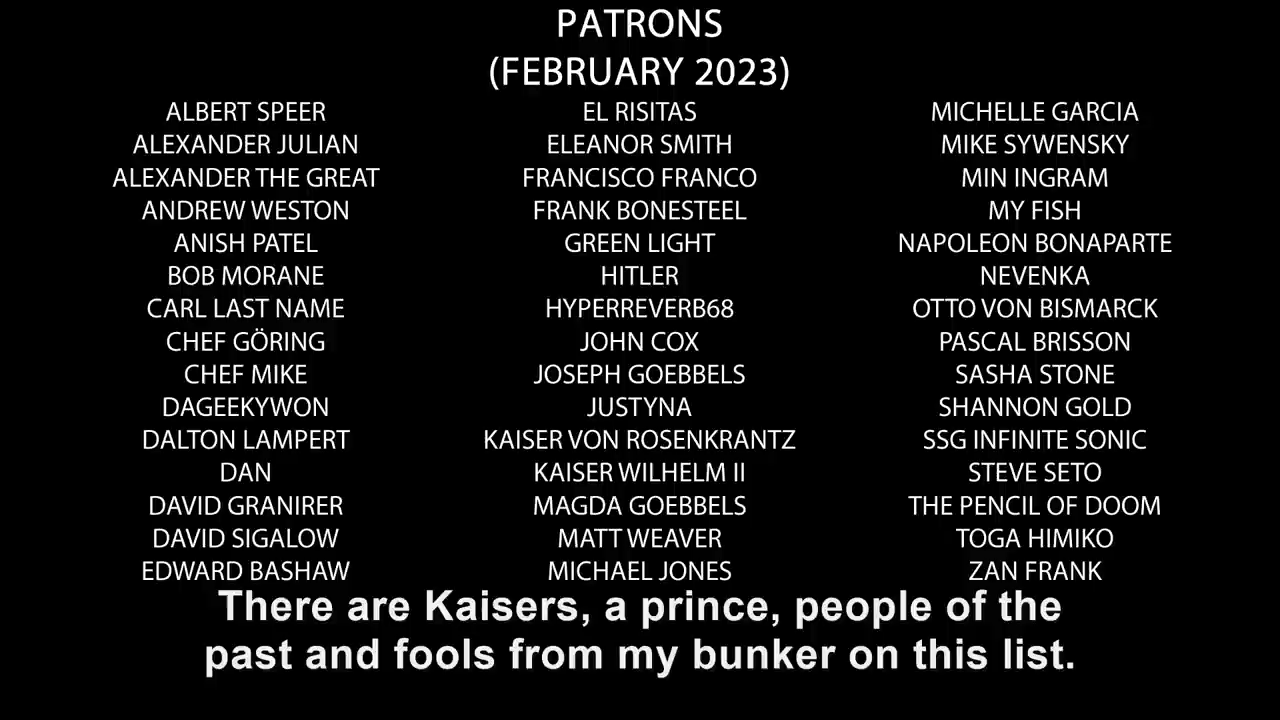 PATRONS
(FEBRUARY 2023)
ALBERT SPEER
ALEXANDER JULIAN
ALEXANDER THE GREAT
ANDREW WESTON
ANISH PATEL
BOB MORANE
CARL LAST NAME
CHEF GÖRING
CHEF MIKE
DAGEEKYWON
DALTON LAMPERT
DAN
DAVID GRANIRER
DAVID SIGALOW
EDWARD BASHAW
EL RISITAS
ELEANOR SMITH
FRANCISCO FRANCO
FRANK BONESTEEL
GREEN LIGHT
HITLER
HYPERREVERB68
JOHN COX
JOSEPH GOEBBELS
JUSTYNA
KAISER VON ROSENKRANTZ
KAISER WILHELM II
MAGDA GOEBBELS
MATT WEAVER
MICHAEL JONES
MICHELLE GARCIA
MIKE SYWENSKY
MIN INGRAM
MY FISH
NAPOLEON BONAPARTE
NEVENKA
OTTO VON BISMARCK
PASCAL BRISSON
SASHA STONE
SHANNON GOLD
SSG INFINITE SONIC
STEVE SETO
THE PENCIL OF DOOM
TOGA HIMIKO
ZAN FRANK
There are Kaisers, a prince, people of the
past and fools from my bunker on this list.